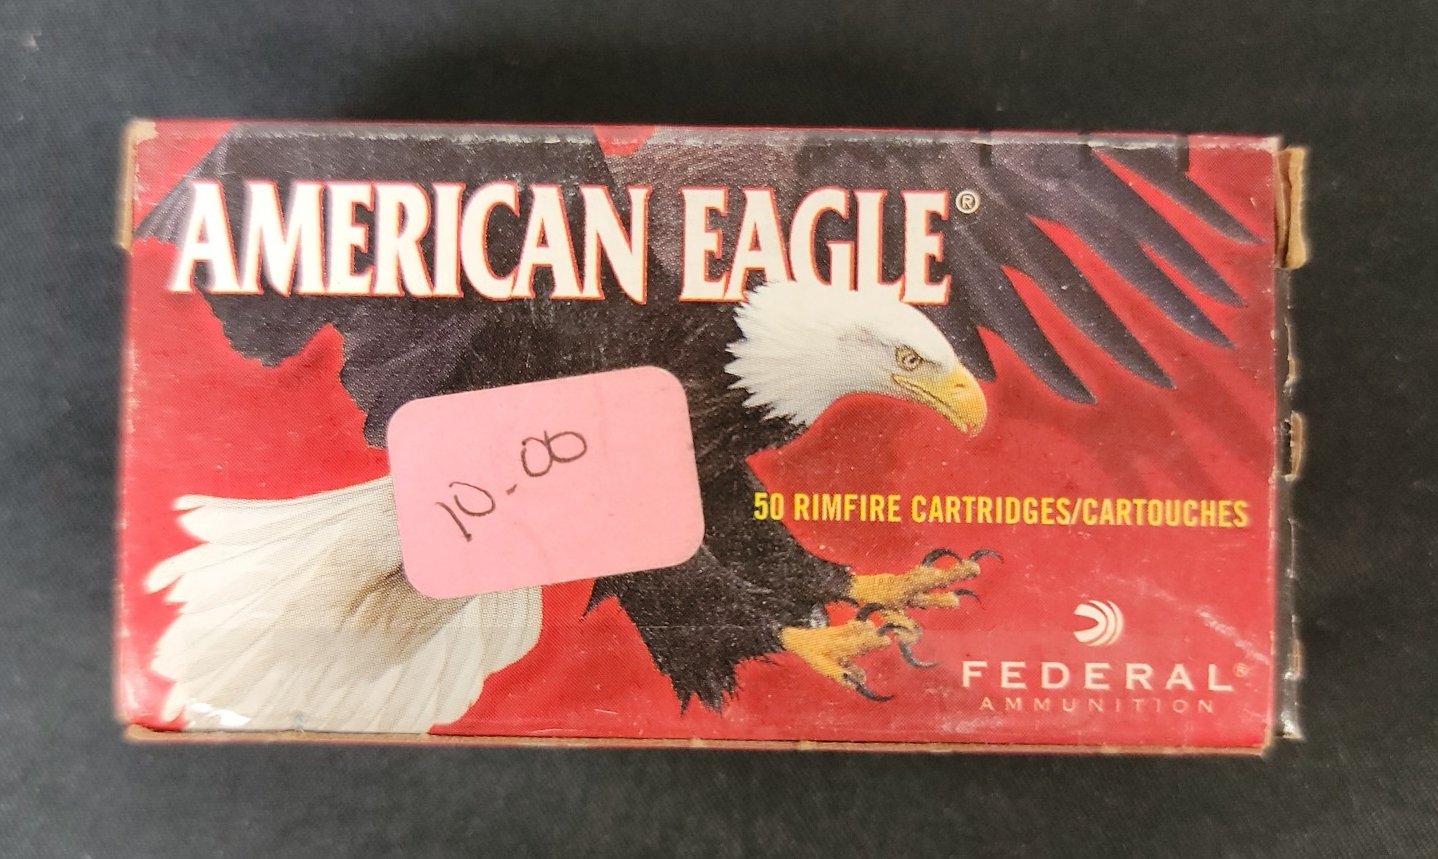 AMERICAN EAGLE®
10-00
50 RIMFIRE CARTRIDGES/CARTOUCHES
FEDERAL®
AMMUNITION